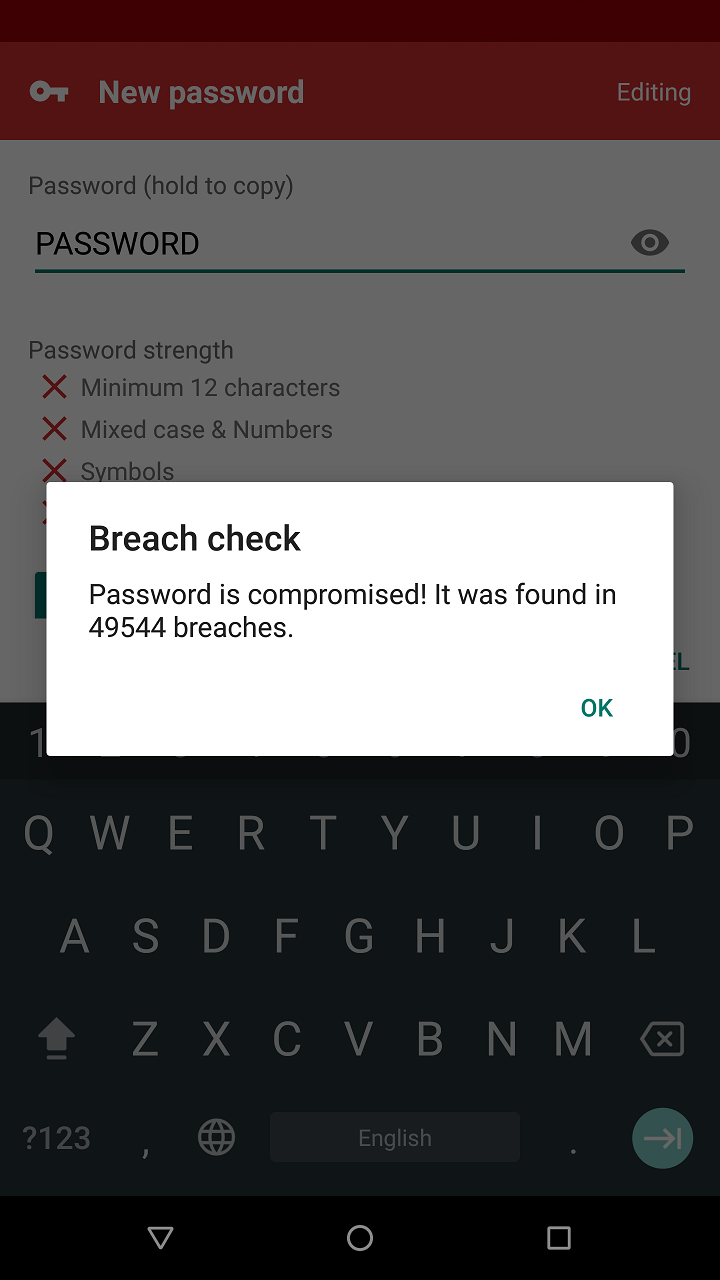 New password Editing
Password (hold to copy)
PASSWORD
Password strength
Minimum 12 characters
Mixed case & Numbers
Symbols
Breach check
Password is compromised! It was found in
49544 breaches.
OK
Q W E R T Y U I O P
A S D F G H J K L
Z X C V B N M
?123 , English .